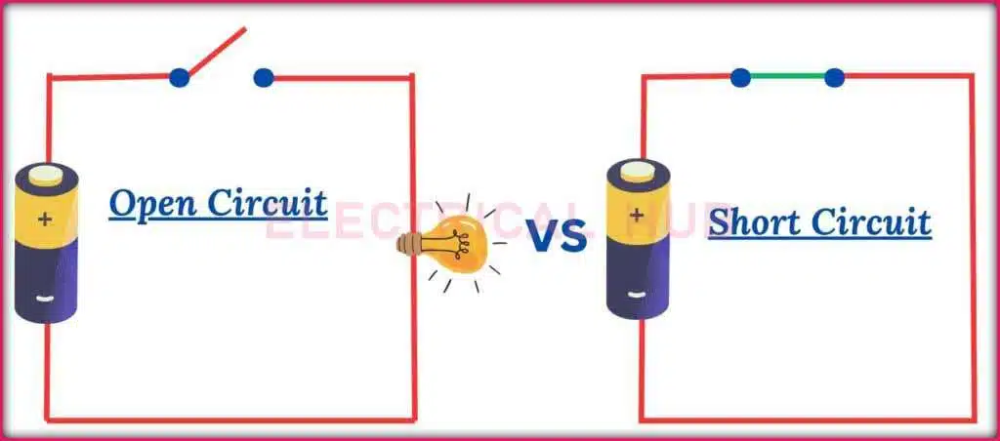 Open Circuit
ELECTRICAL HUB
VS
Short Circuit
+
-
+
-